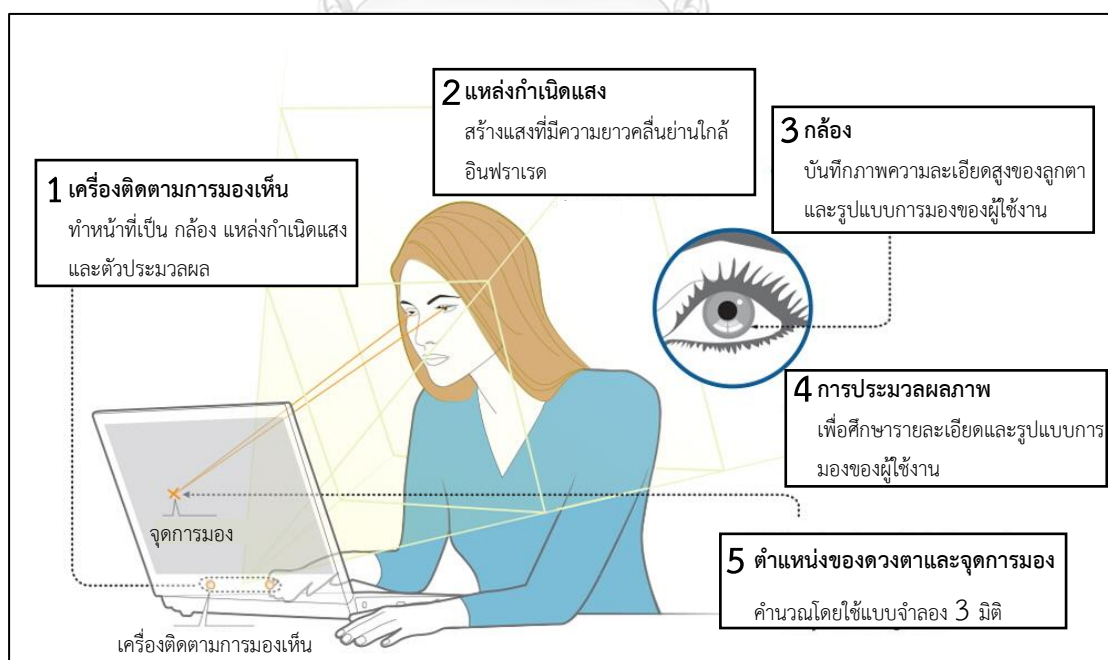 1 เครื่องติดตามการมองเห็น
ทำหน้าที่เป็น กล้อง แหล่งกำเนิดแสง
และตัวประมวลผล
2 แหล่งกำเนิดแสง
สร้างแสงที่มีความยาวคลื่นย่านใกล้
อินฟราเรด
3 กล้อง
บันทึกภาพความละเอียดสูงของลูกตา
และรูปแบบการมองของผู้ใช้งาน
4 การประมวลผลภาพ
เพื่อศึกษารายละเอียดและรูปแบบการ
มองของผู้ใช้งาน
5 ตำแหน่งของดวงตาและจุดการมอง
คำนวณโดยใช้แบบจำลอง 3 มิติ
จุดการมอง
เครื่องติดตามการมองเห็น